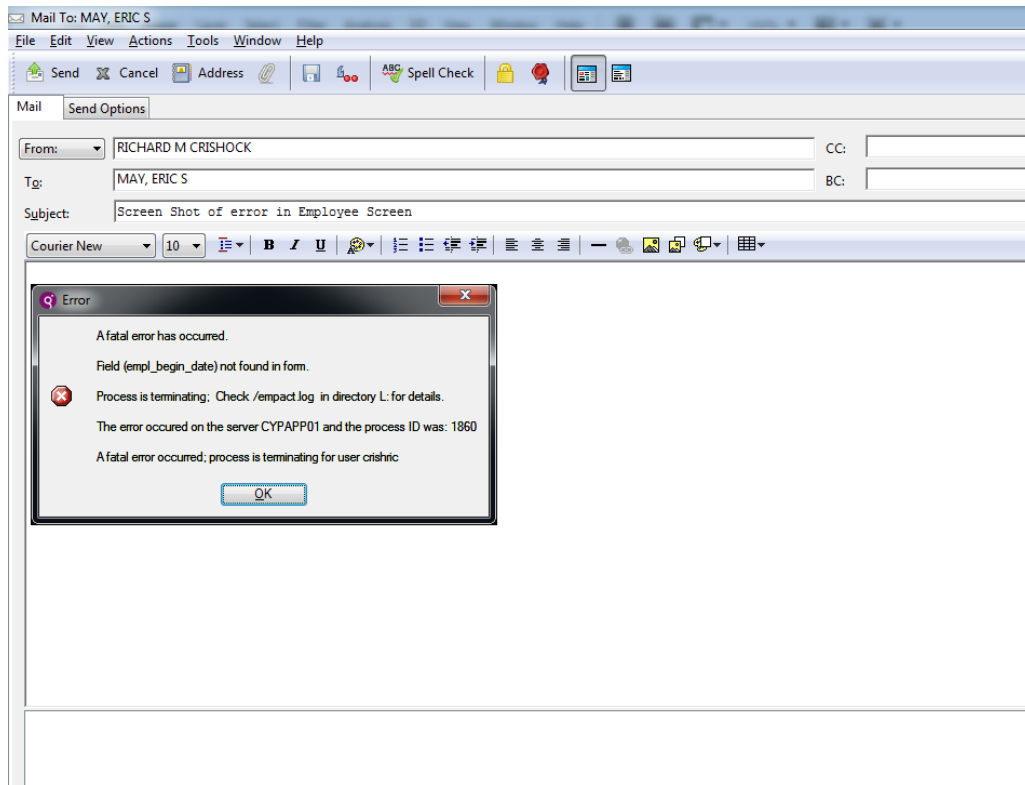 Mail To: MAY, ERIC S
File Edit View Actions Tools Window Help
Send Cancel Address ABC Spell Check
Mail Send Options
From: RICHARD M CRISHOCK CC:
To: MAY, ERIC S BC:
Subject: Screen Shot of error in Employee Screen
Courier New 10 B I U
Error
A fatal error has occurred.
Field (empl_begin_date) not found in form.
Process is terminating; Check /empact.log in directory L: for details.
The error occured on the server CYPAPP01 and the process ID was: 1860
A fatal error occurred; process is terminating for user crishric
OK